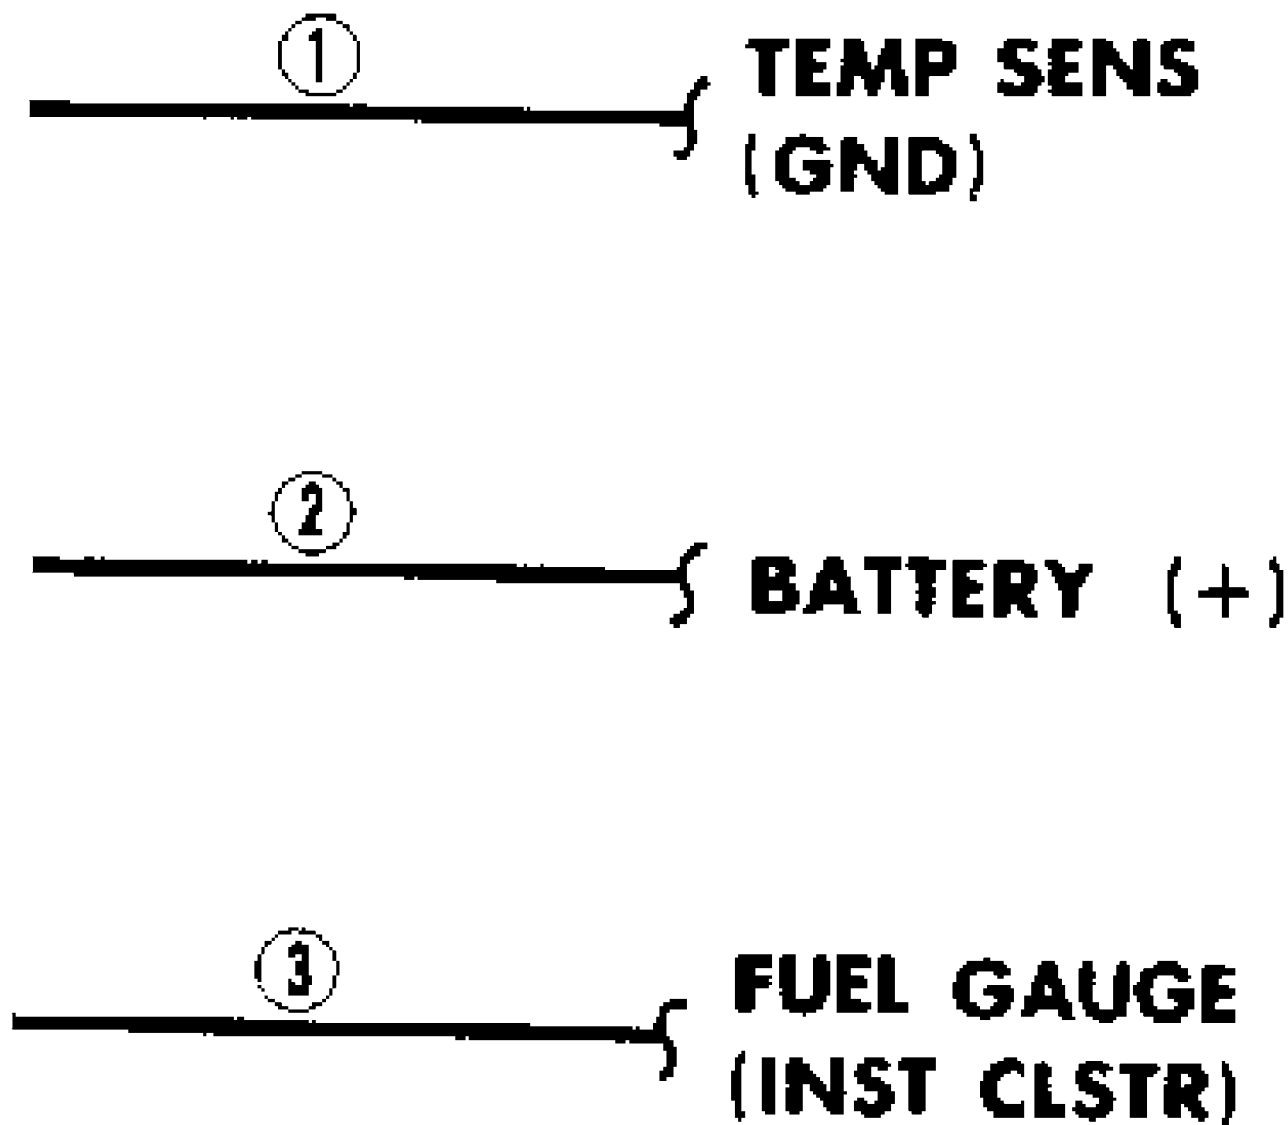 ① TEMP SENS
(GND)
② BATTERY (+)
③ FUEL GAUGE
(INST CLSTR)